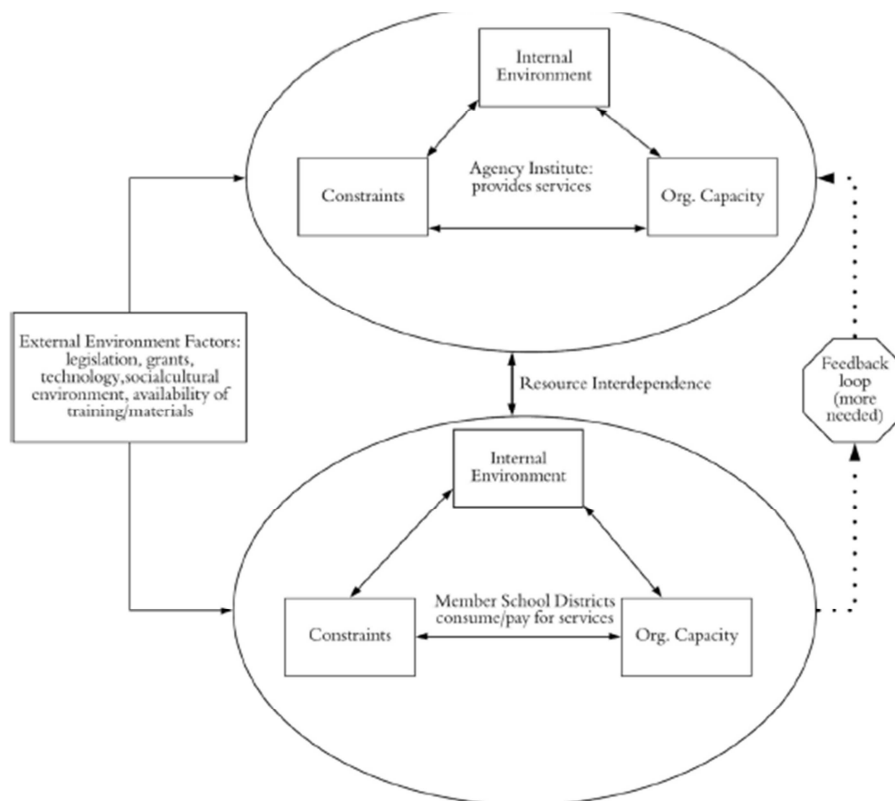 Internal
Environment
Agency Institute:
provides services
Constraints
Org. Capacity
External Environment Factors:
legislation, grants,
technology,socialcultural
environment, availability of
training/materials
Resource Interdependence
Feedback
loop
(more
needed)
Internal
Environment
Member School Districts
consume/pay for services
Constraints
Org. Capacity